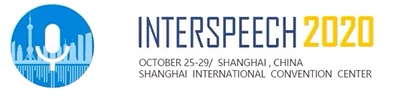 INTERSPEECH 2020
OCTOBER 25-29/ SHANGHAI , CHINA
SHANGHAI INTERNATIONAL CONVENTION CENTER